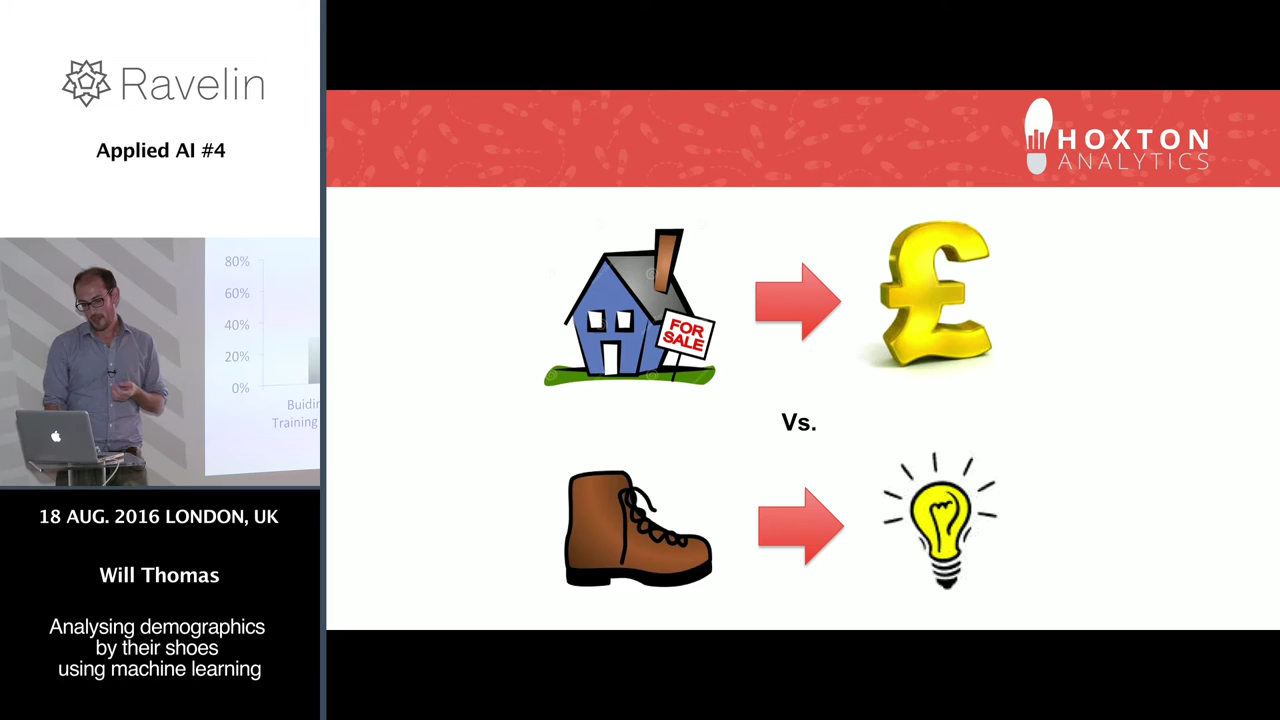 Ravelin
Applied AI #4
80%
60%
40%
20%
0%
Training
18 AUG. 2016 LONDON, UK
Will Thomas
Analysing demographics
by their shoes
using machine learning
HOXTON
ANALYTICS
FOR
SALE
£
Vs.